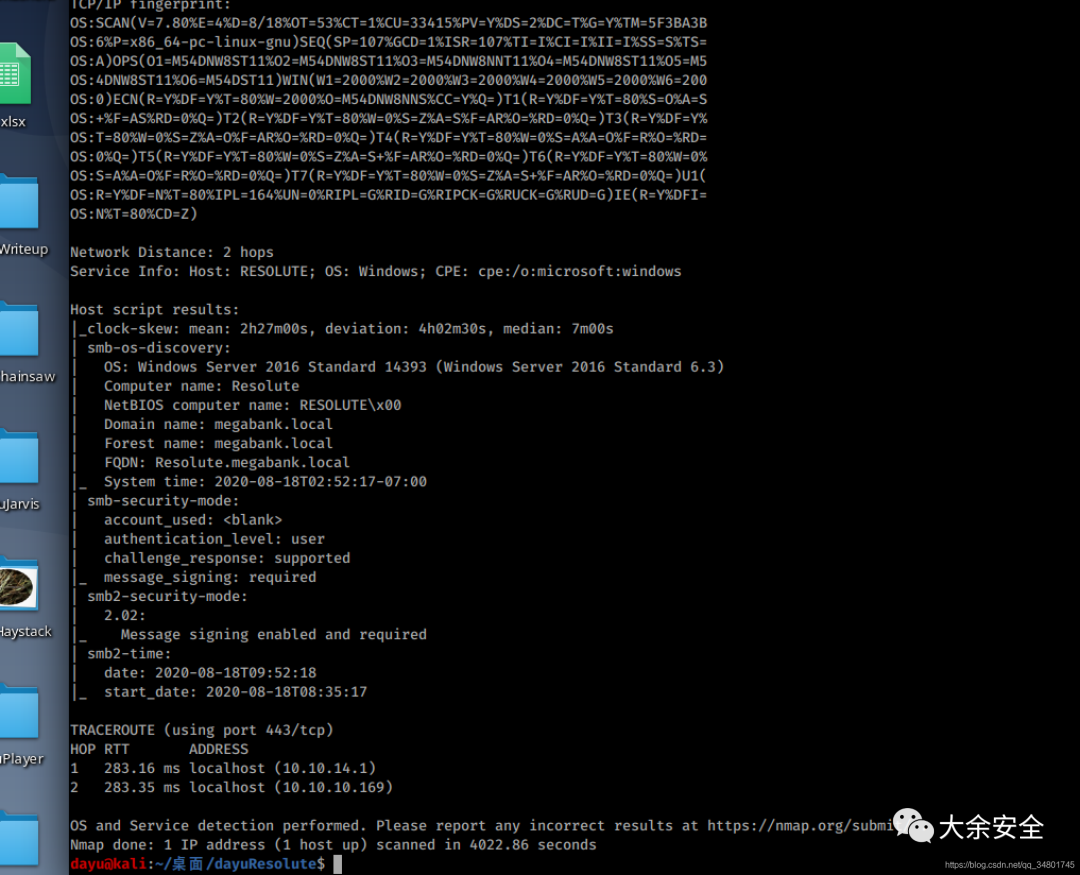 TCP/IP fingerprint:
OS:SCAN(V=7.80%E=4%D=8/18%OT=53%CT=1%CU=33415%PV=Y%DS=2%DC=T%G=Y%TM=5F3BA3B
OS:6%P=x86_64-pc-linux-gnu)SEQ(SP=107%GCD=1%ISR=107%TI=I%CI=I%II=I%SS=S%TS=
OS:A)OPS(O1=M54DNW8ST11%O2=M54DNW8ST11%O3=M54DNW8NNT11%O4=M54DNW8ST11%O5=M5
OS:4DNW8ST11%O6=M54DST11)WIN(W1=2000%W2=2000%W3=2000%W4=2000%W5=2000%W6=200
OS:0)ECN(R=Y%DF=Y%T=80%W=2000%O=M54DNW8NNS%CC=Y%Q=)T1(R=Y%DF=Y%T=80%S=O%A=S
OS:+%F=AS%RD=0%Q=)T2(R=Y%DF=Y%T=80%W=0%S=Z%A=S%F=AR%O=%RD=0%Q=)T3(R=Y%DF=Y%
OS:T=80%W=0%S=Z%A=O%F=AR%O=%RD=0%Q=)T4(R=Y%DF=Y%T=80%W=0%S=A%A=O%F=R%O=%RD=
OS:0%Q=)T5(R=Y%DF=Y%T=80%W=0%S=Z%A=S+%F=AR%O=%RD=0%Q=)T6(R=Y%DF=Y%T=80%W=0%
OS:S=A%A=O%F=R%O=%RD=0%Q=)T7(R=Y%DF=Y%T=80%W=0%S=Z%A=S+%F=AR%O=%RD=0%Q=)U1(
OS:R=Y%DF=N%T=80%IPL=164%UN=0%RIPL=G%RID=G%RIPCK=G%RUCK=G%RUD=G)IE(R=Y%DFI=
OS:N%T=80%CD=Z)
Network Distance: 2 hops
Service Info: Host: RESOLUTE; OS: Windows; CPE: cpe:/o:microsoft:windows
Host script results:
|_clock-skew: mean: 2h27m00s, deviation: 4h02m30s, median: 7m00s
| smb-os-discovery:
|   OS: Windows Server 2016 Standard 14393 (Windows Server 2016 Standard 6.3)
|   Computer name: Resolute
|   NetBIOS computer name: RESOLUTE\x00
|   Domain name: megabank.local
|   Forest name: megabank.local
|   FQDN: Resolute.megabank.local
|_  System time: 2020-08-18T02:52:17-07:00
| smb-security-mode:
|   account_used: <blank>
|   authentication_level: user
|   challenge_response: supported
|_  message_signing: required
| smb2-security-mode:
|   2.02:
|_    Message signing enabled and required
| smb2-time:
|   date: 2020-08-18T09:52:18
|_  start_date: 2020-08-18T08:35:17
TRACEROUTE (using port 443/tcp)
HOP RTT       ADDRESS
1   283.16 ms localhost (10.10.14.1)
2   283.35 ms localhost (10.10.10.169)
OS and Service detection performed. Please report any incorrect results at https://nmap.org/submi
Nmap done: 1 IP address (1 host up) scanned in 4022.86 seconds
dayu@kali:~/桌面/dayuResolute$
xlsx
Writeup
hainsaw
uJarvis
Haystack
Player
大余安全
https://blog.csdn.net/qq_34801745